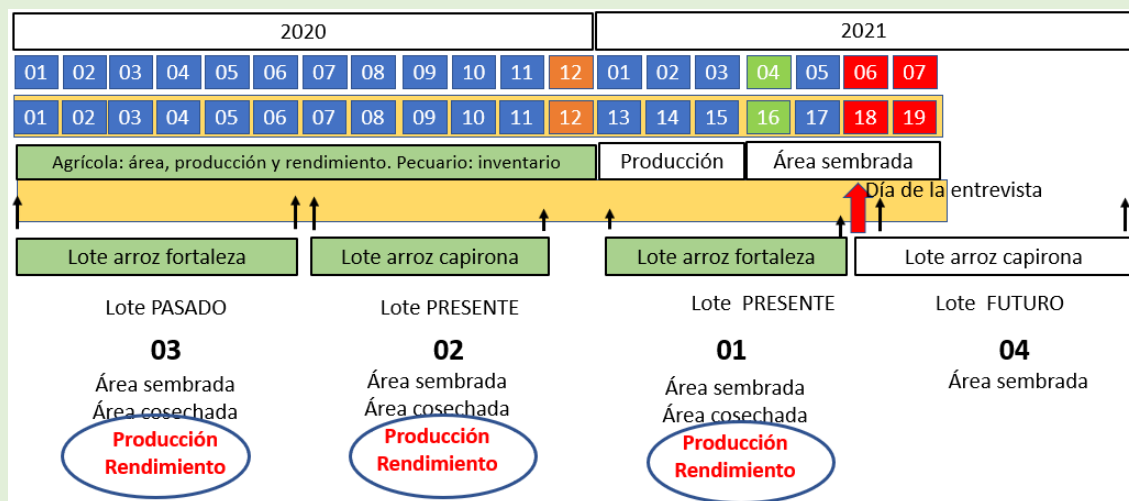 2020 2021
01 02 03 04 05 06 07 08 09 10 11 12 01 02 03 04 05 06 07
01 02 03 04 05 06 07 08 09 10 11 12 13 14 15 16 17 18 19
Agrícola: área, producción y rendimiento. Pecuario: inventario Producción Área sembrada
Día de la entrevista
Lote arroz fortaleza Lote arroz capirona Lote arroz fortaleza Lote arroz capirona
Lote PASADO
03
Área sembrada
Área cosechada
Producción
Rendimiento
Lote PRESENTE
02
Área sembrada
Área cosechada
Producción
Rendimiento
Lote PRESENTE
01
Área sembrada
Área cosechada
Producción
Rendimiento
Lote FUTURO
04
Área sembrada